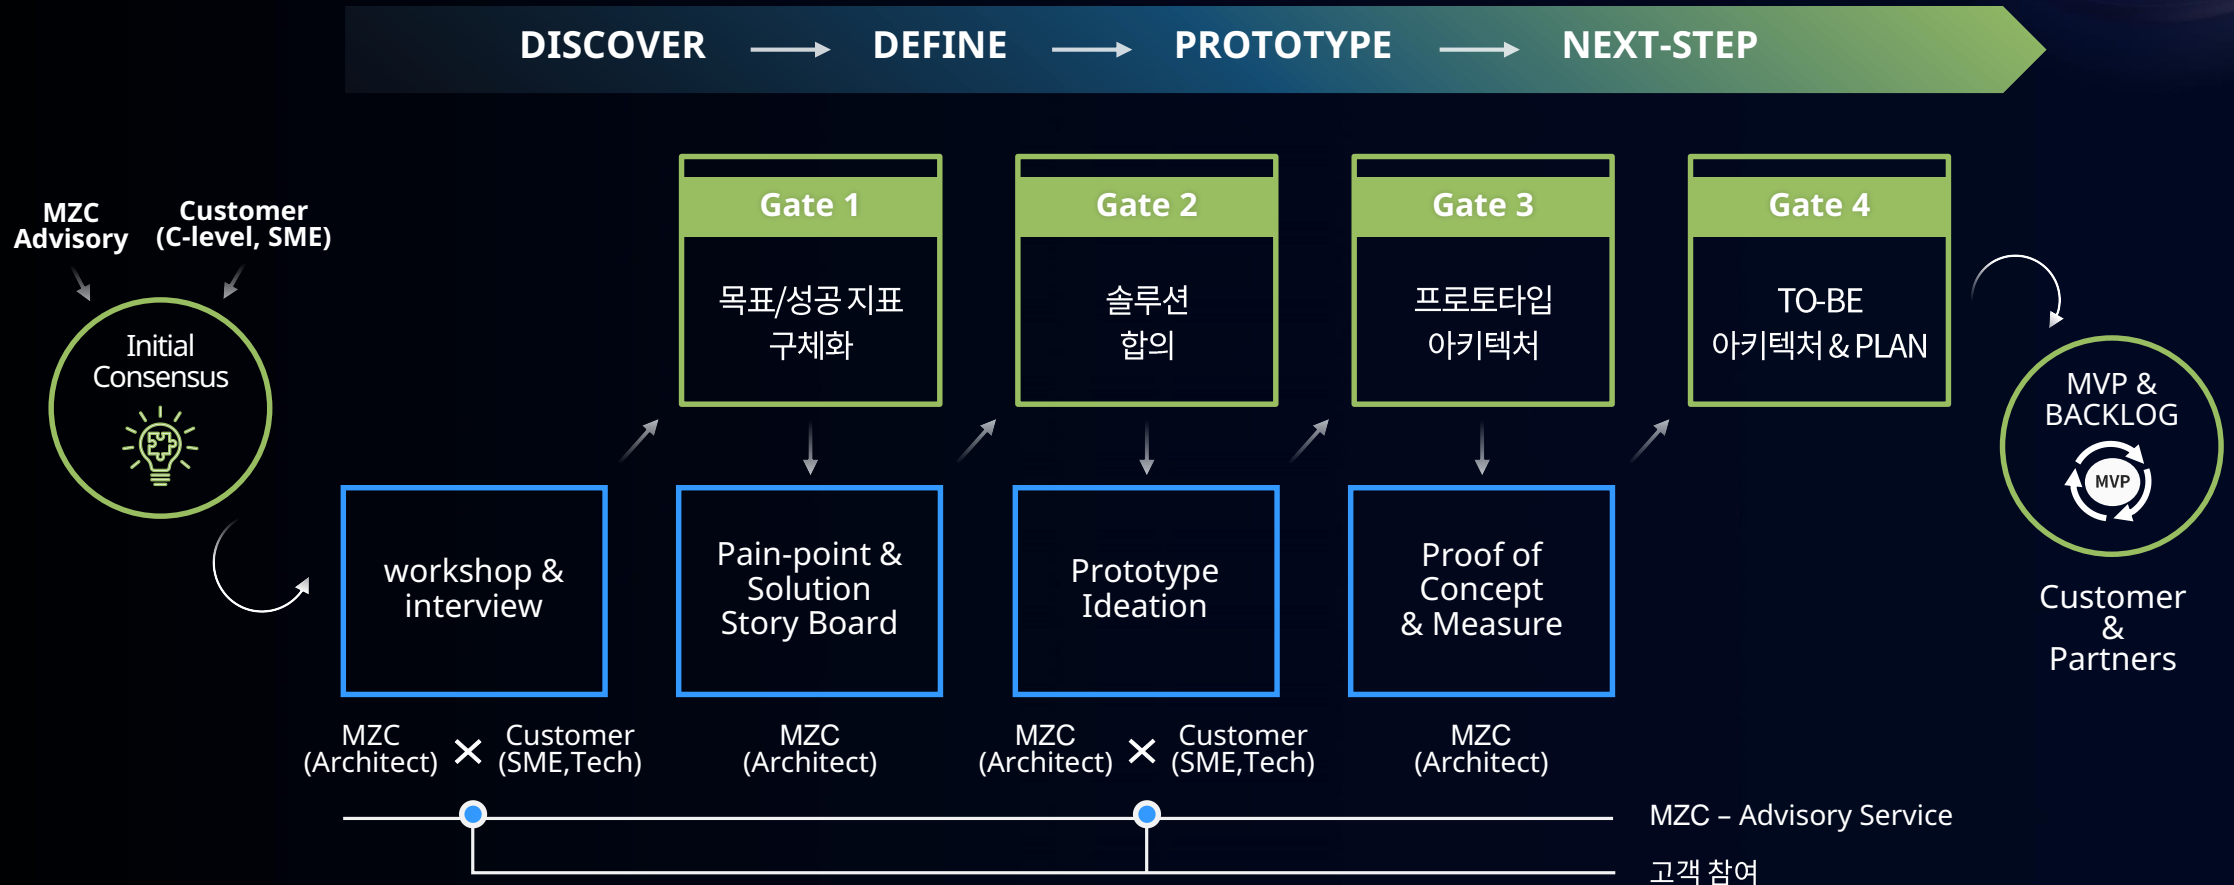 DISCOVER → DEFINE → PROTOTYPE → NEXT-STEP
MZC
Advisory
Customer
(C-level, SME)
Initial
Consensus
Gate 1
목표/성공 지표
구체화
Gate 2
솔루션
합의
Gate 3
프로토타입
아키텍처
Gate 4
TO-BE
아키텍처 & PLAN
MVP &
BACKLOG
MVP
Customer
&
Partners
workshop &
interview
Pain-point &
Solution
Story Board
Prototype
Ideation
Proof of
Concept
& Measure
MZC
(Architect)
×
Customer
(SME,Tech)
MZC
(Architect)
MZC
(Architect)
×
Customer
(SME,Tech)
MZC
(Architect)
MZC – Advisory Service
고객 참여